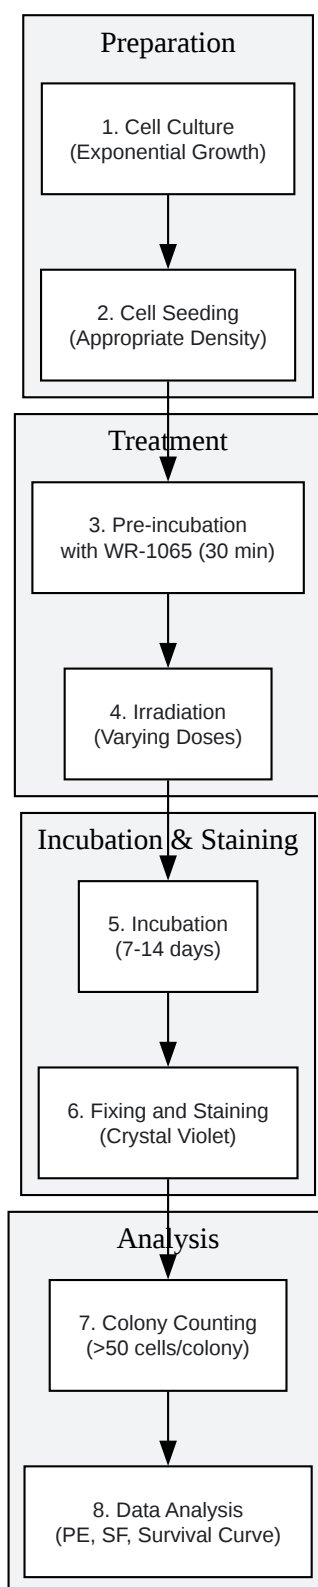 Preparation
1. Cell Culture
(Exponential Growth)
2. Cell Seeding
(Appropriate Density)
Treatment
3. Pre-incubation
with WR-1065 (30 min)
4. Irradiation
(Varying Doses)
Incubation & Staining
5. Incubation
(7-14 days)
6. Fixing and Staining
(Crystal Violet)
Analysis
7. Colony Counting
(>50 cells/colony)
8. Data Analysis
(PE, SF, Survival Curve)